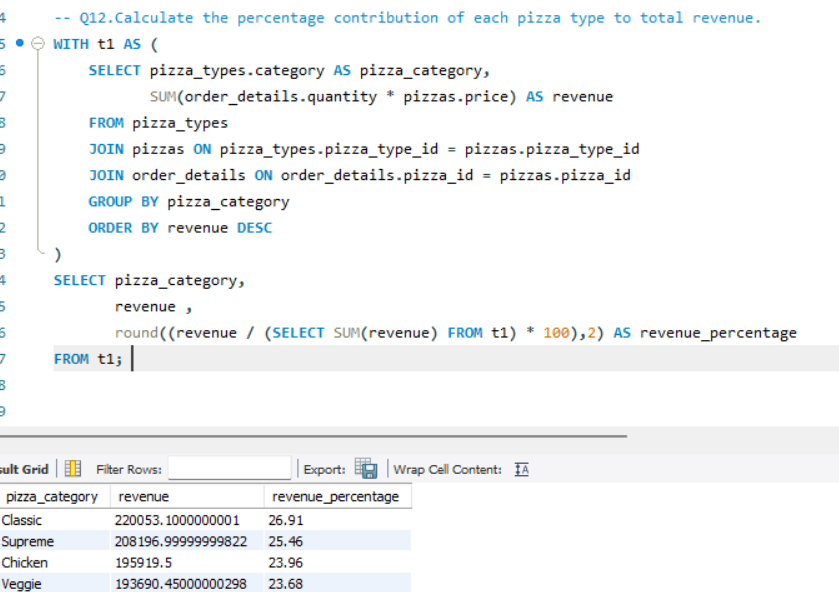 4 -- Q12.Calculate the percentage contribution of each pizza type to total revenue.
5 WITH t1 AS (
6 SELECT pizza_types.category AS pizza_category,
7 SUM(order_details.quantity * pizzas.price) AS revenue
8 FROM pizza_types
9 JOIN pizzas ON pizza_types.pizza_type_id = pizzas.pizza_type_id
0 JOIN order_details ON order_details.pizza_id = pizzas.pizza_id
1 GROUP BY pizza_category
2 ORDER BY revenue DESC
3 )
4 SELECT pizza_category,
5 revenue ,
6 round((revenue / (SELECT SUM(revenue) FROM t1) * 100),2) AS revenue_percentage
7 FROM t1;
8
9
sult Grid Filter Rows: Export: Wrap Cell Content: IA
pizza_category revenue revenue_percentage
Classic 220053.1000000001 26.91
Supreme 208196.99999999822 25.46
Chicken 195919.5 23.96
Veggie 193690.45000000298 23.68